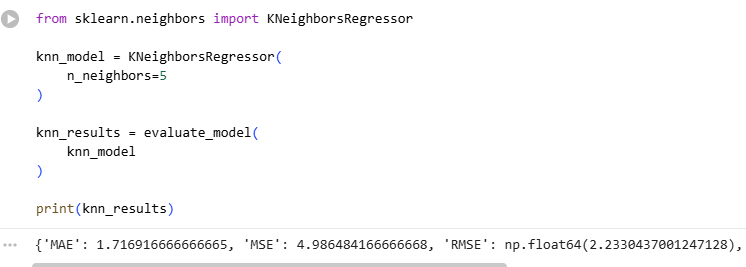 from sklearn.neighbors import KNeighborsRegressor
knn_model = KNeighborsRegressor(
    n_neighbors=5
)
knn_results = evaluate_model(
    knn_model
)
print(knn_results)
{'MAE': 1.716916666666665, 'MSE': 4.986484166666668, 'RMSE': np.float64(2.2330437001247128),